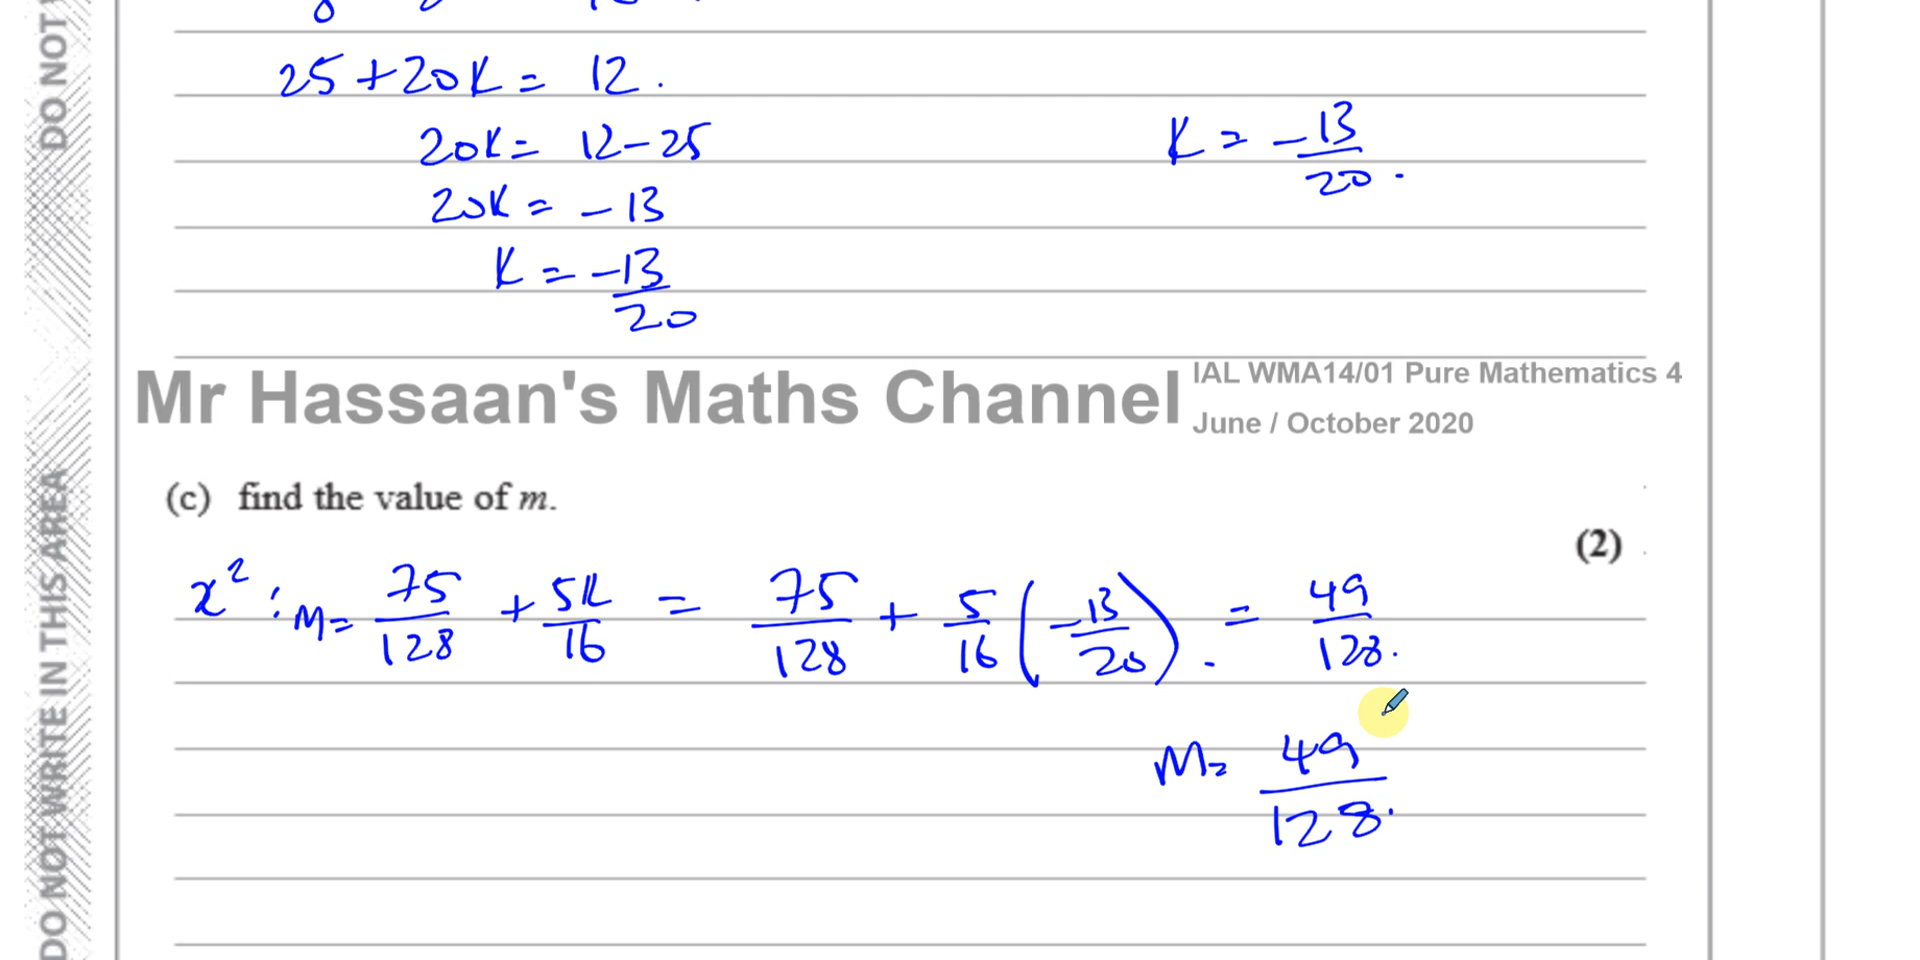 DO NOT
25 + 20k = 12.
20k = 12 - 25
k = -13/20.
20k = -13
k = -13/20
Mr Hassaan's Maths Channel
IAL WMA14/01 Pure Mathematics 4
June / October 2020
(c) find the value of m.
(2)
x² : M = 75/128 + 5k/16 = 75/128 + 5/16 (-13/20). = 49/128.
M = 49/128.
DO NOT WRITE IN THIS AREA